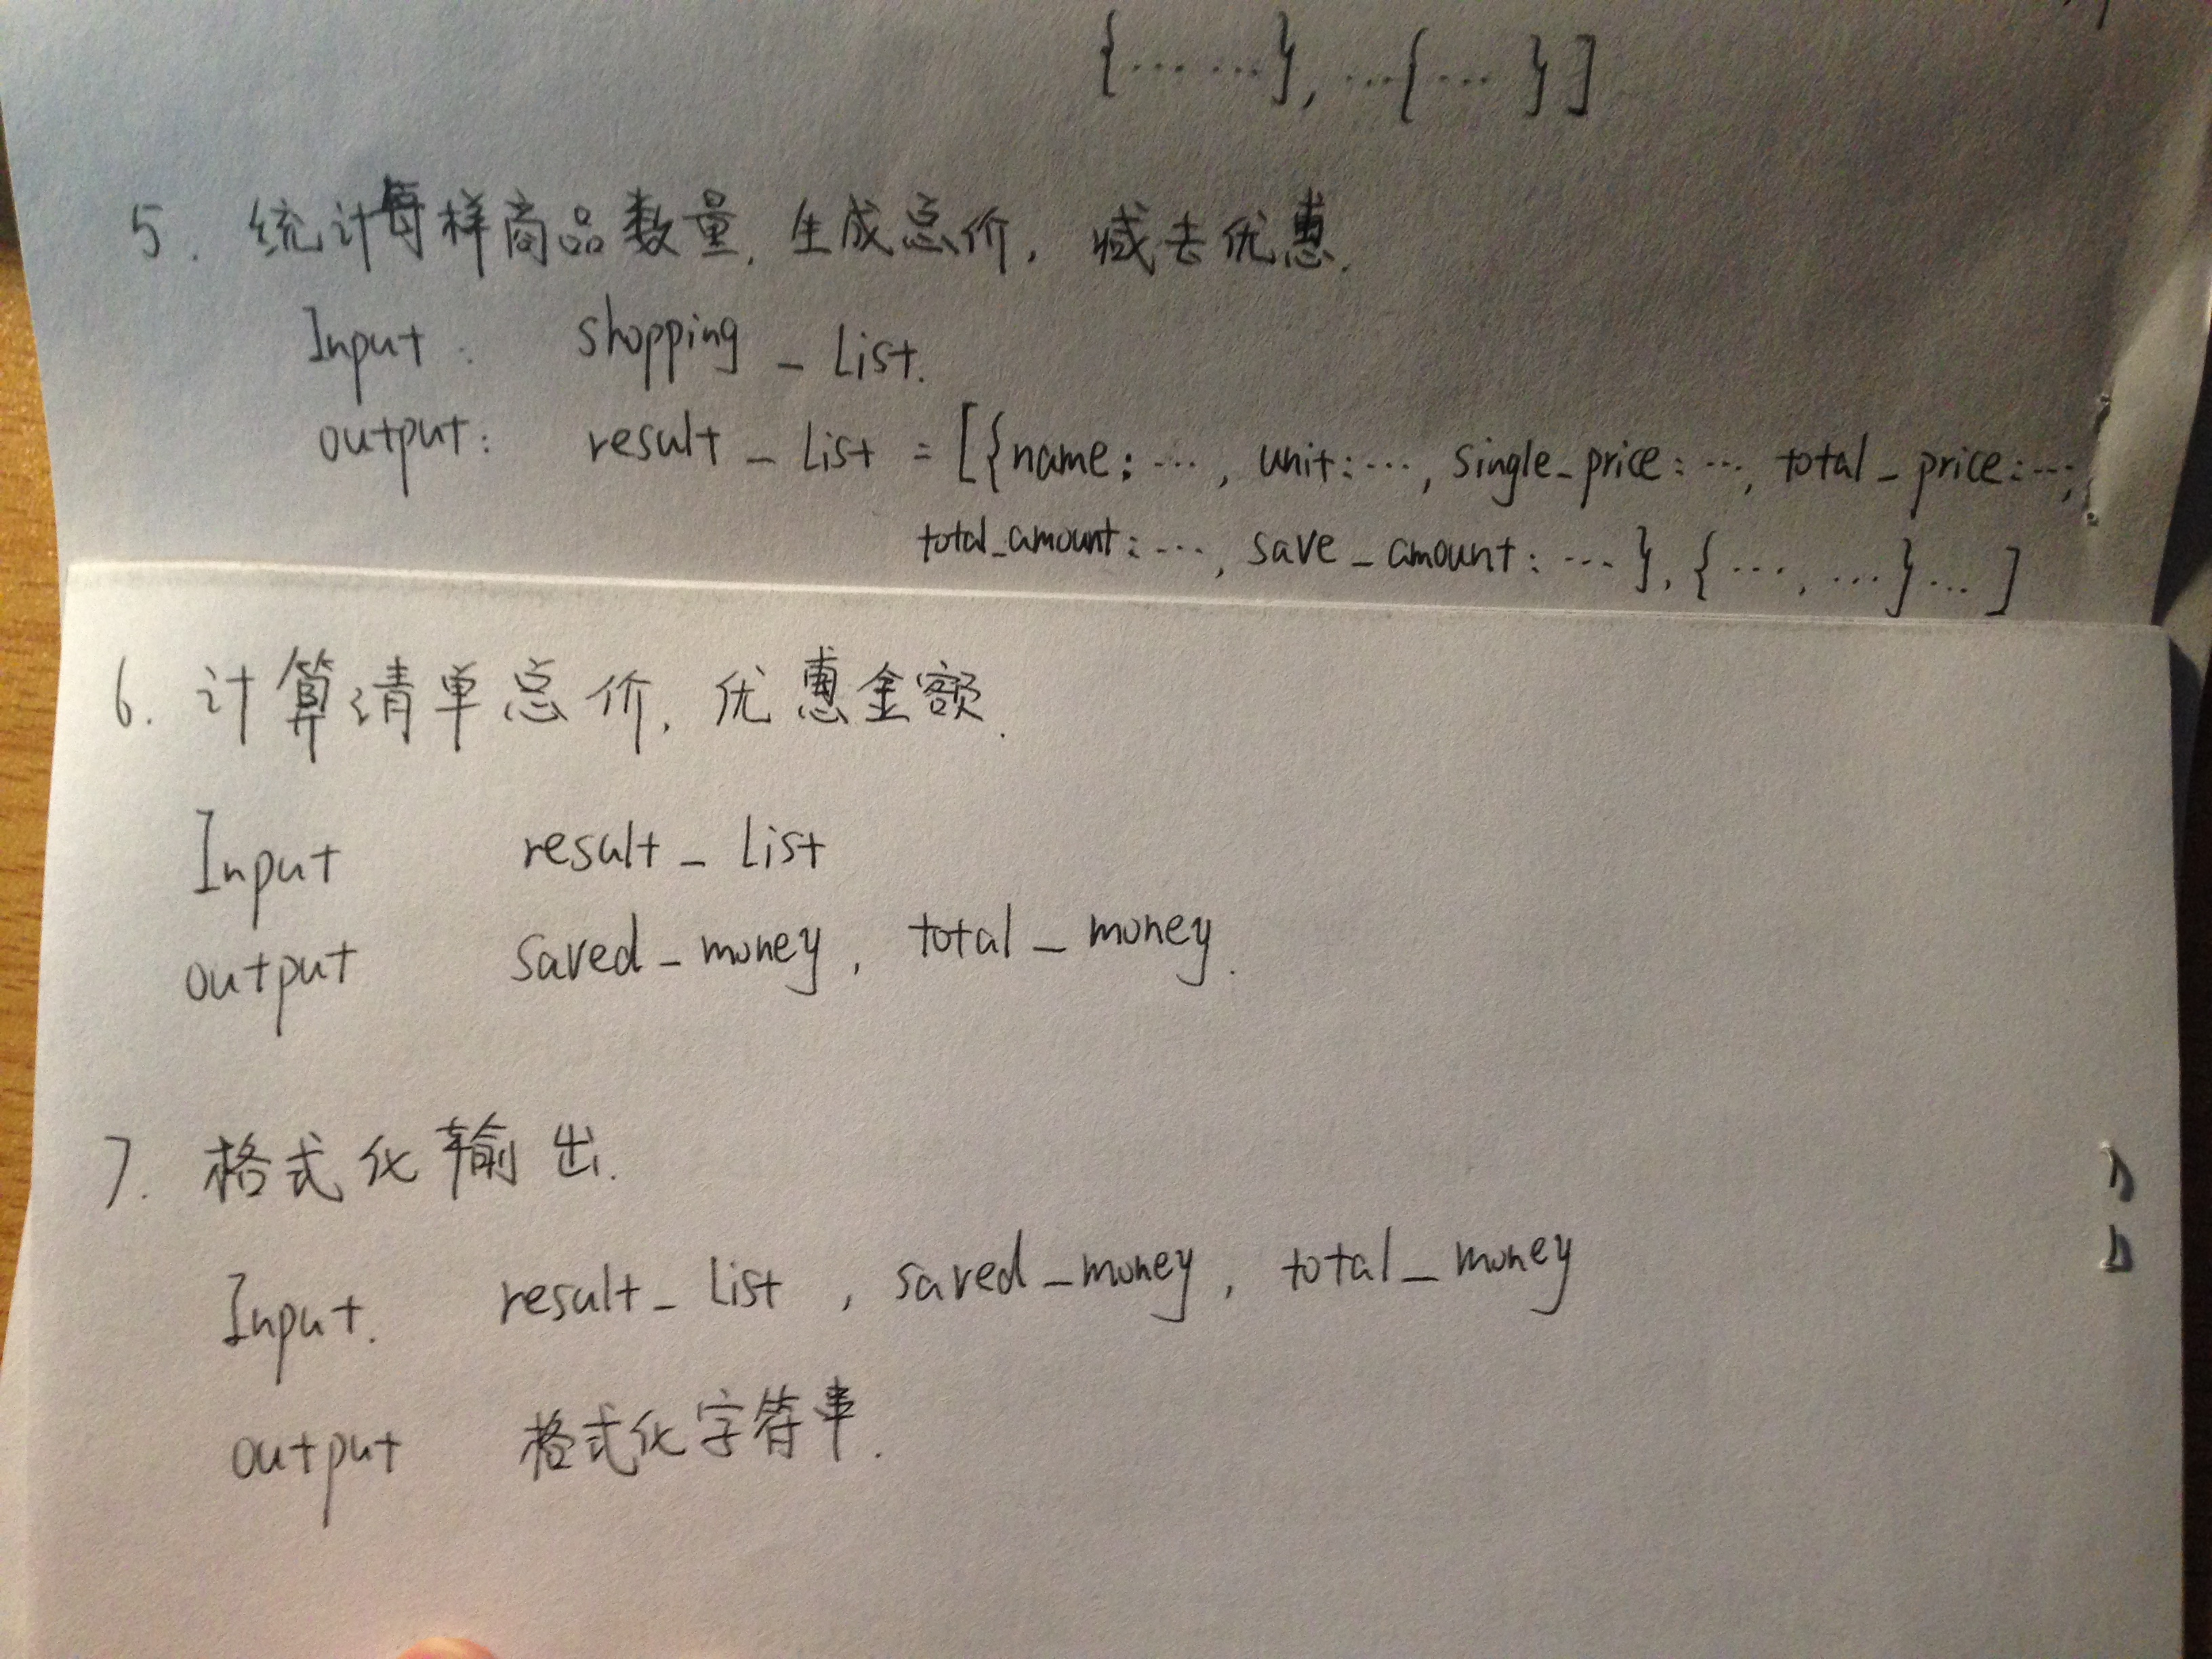 {… …}, …{… }]
5. 统计每样商品数量, 生成总价, 减去优惠.
Input: shopping_list.
output: result_list = [{name: …, unit: …, single_price: …, total_price: …,
total_amount: …, save_amount: … }, {…, …} … ]
6. 计算清单总价, 优惠金额.
Input result_list
output saved_money, total_money.
7. 格式化输出.
Input. result_list, saved_money, total_money
output 格式化字符串.